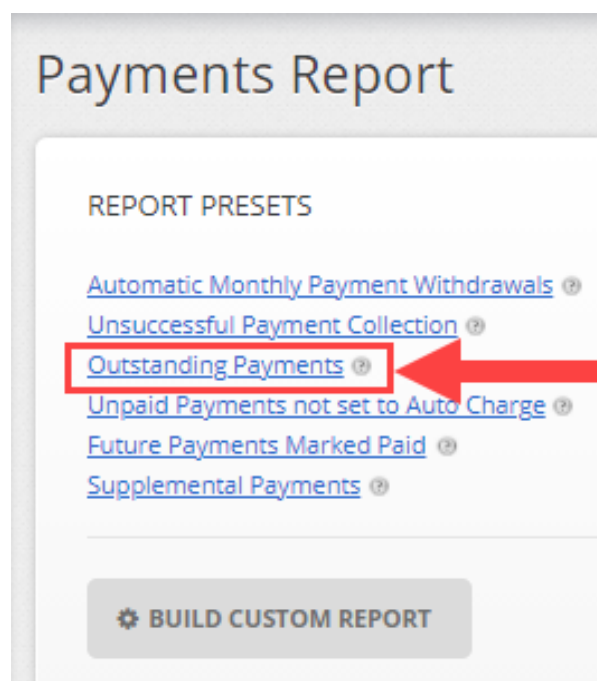 Payments Report
REPORT PRESETS
Automatic Monthly Payment Withdrawals
Unsuccessful Payment Collection
Outstanding Payments
Unpaid Payments not set to Auto Charge
Future Payments Marked Paid
Supplemental Payments
BUILD CUSTOM REPORT